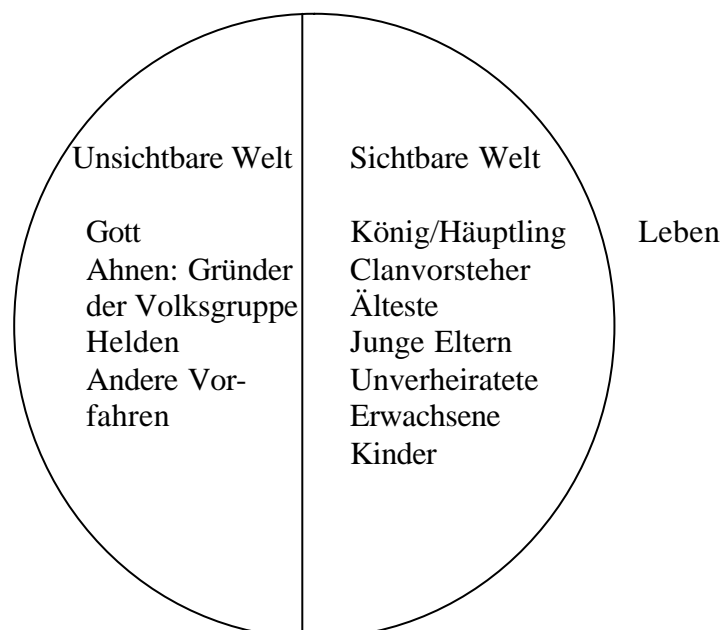 Unsichtbare Welt
Gott
Ahnen: Gründer
der Volksgruppe
Helden
Andere Vor-
fahren
Sichtbare Welt
König/Häuptling
Clanvorsteher
Älteste
Junge Eltern
Unverheiratete
Erwachsene
Kinder
Leben